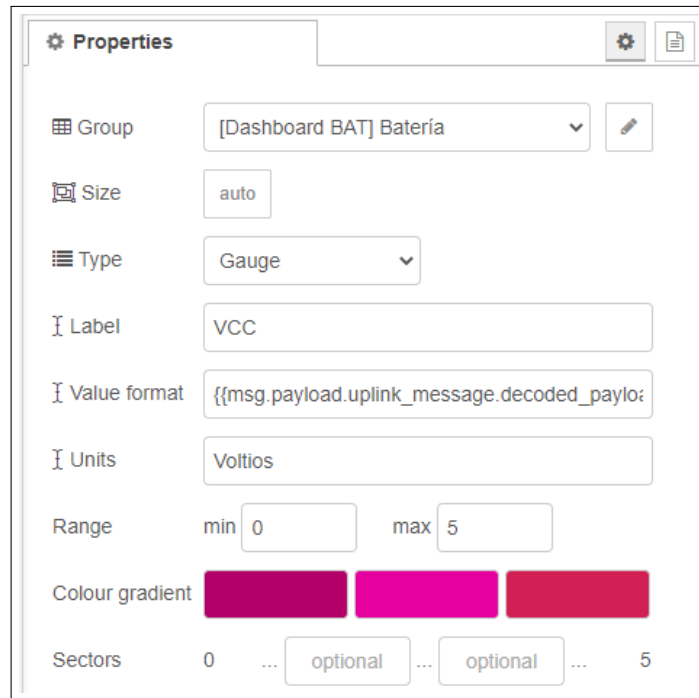 Properties
Group [Dashboard BAT] Batería
Size auto
Type Gauge
Label VCC
Value format {{msg.payload.uplink_message.decoded_payloa
Units Voltios
Range min 0 max 5
Colour gradient
Sectors 0 ... optional ... optional ... 5